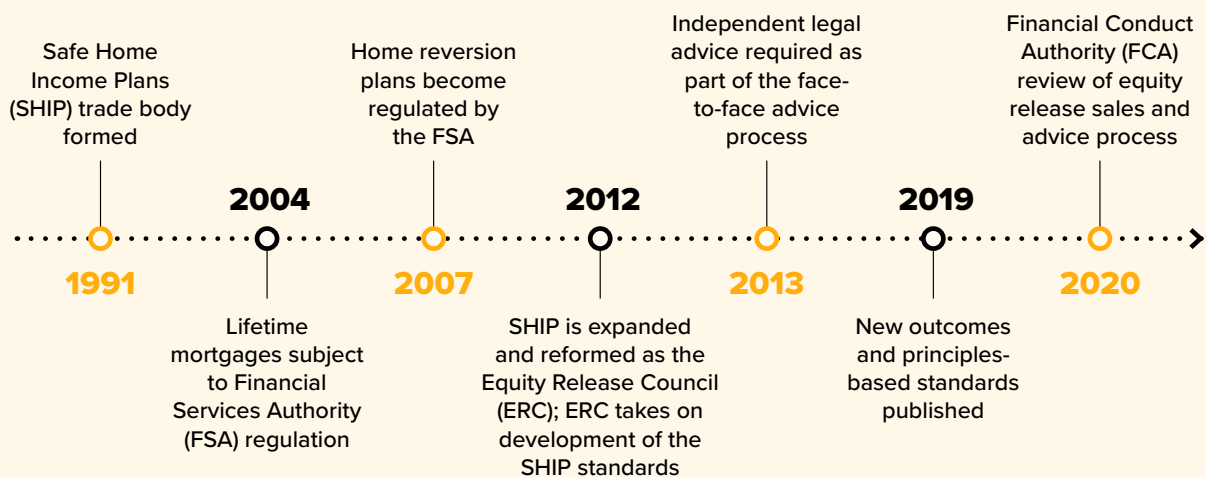 Safe Home
Income Plans
(SHIP) trade body
formed
1991
2004
Lifetime
mortgages subject
to Financial
Services Authority
(FSA) regulation
Home reversion
plans become
regulated by
the FSA
2007
2012
SHIP is expanded
and reformed as the
Equity Release Council
(ERC); ERC takes on
development of the
SHIP standards
Independent legal
advice required as
part of the face-
to-face advice
process
2013
2019
New outcomes
and principles-
based standards
published
Financial Conduct
Authority (FCA)
review of equity
release sales and
advice process
2020